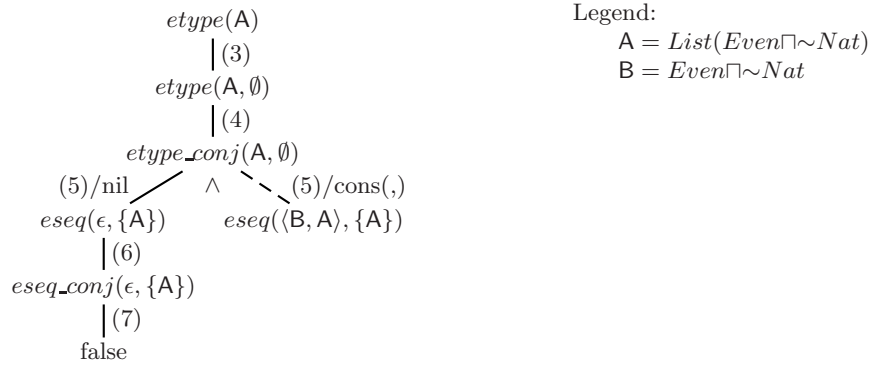 etype(A)
(3)
etype(A, ∅)
(4)
etype_conj(A, ∅)
(5)/nil ∧ (5)/cons(,)
eseq(ϵ, {A}) eseq(⟨B, A⟩, {A})
(6)
eseq_conj(ϵ, {A})
(7)
false
Legend:
A = List(Even⊓∼Nat)
B = Even⊓∼Nat